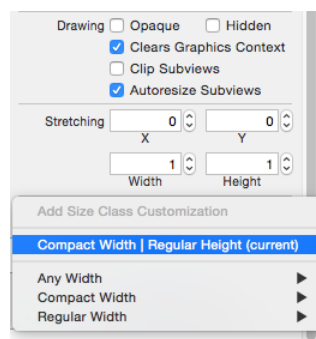 Drawing Opaque Hidden
Clears Graphics Context
Clip Subviews
Autoresize Subviews
Stretching 0 0
X Y
1 1
Width Height
Add Size Class Customization
Compact Width | Regular Height (current)
Any Width
Compact Width
Regular Width